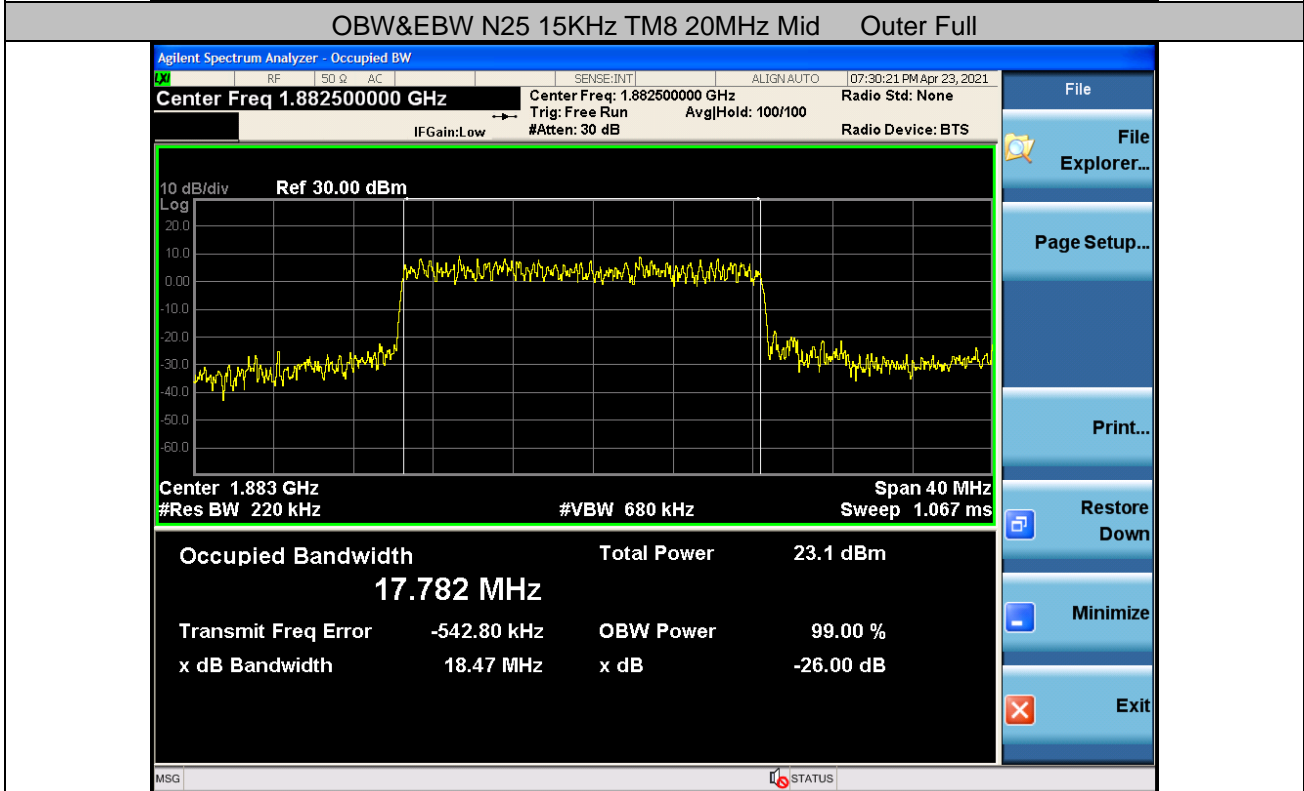 OBW&EBW N25 15KHz TM8 20MHz Mid Outer Full
Agilent Spectrum Analyzer - Occupied BW
LXI RF 50 Ω AC SENSE:INT ALIGN AUTO 07:30:21 PM Apr 23, 2021
Center Freq 1.882500000 GHz
Center Freq: 1.882500000 GHz
Radio Std: None
Trig: Free Run Avg|Hold: 100/100
IFGain:Low
#Atten: 30 dB
Radio Device: BTS
10 dB/div Ref 30.00 dBm
Log
20.0
10.0
0.00
-10.0
-20.0
-30.0
-40.0
-50.0
-60.0
Center 1.883 GHz Span 40 MHz
#Res BW 220 kHz #VBW 680 kHz Sweep 1.067 ms
Occupied Bandwidth Total Power 23.1 dBm
17.782 MHz
Transmit Freq Error -542.80 kHz OBW Power 99.00 %
x dB Bandwidth 18.47 MHz x dB -26.00 dB
MSG STATUS
File
File
Explorer...
Page Setup...
Print...
Restore
Down
Minimize
Exit